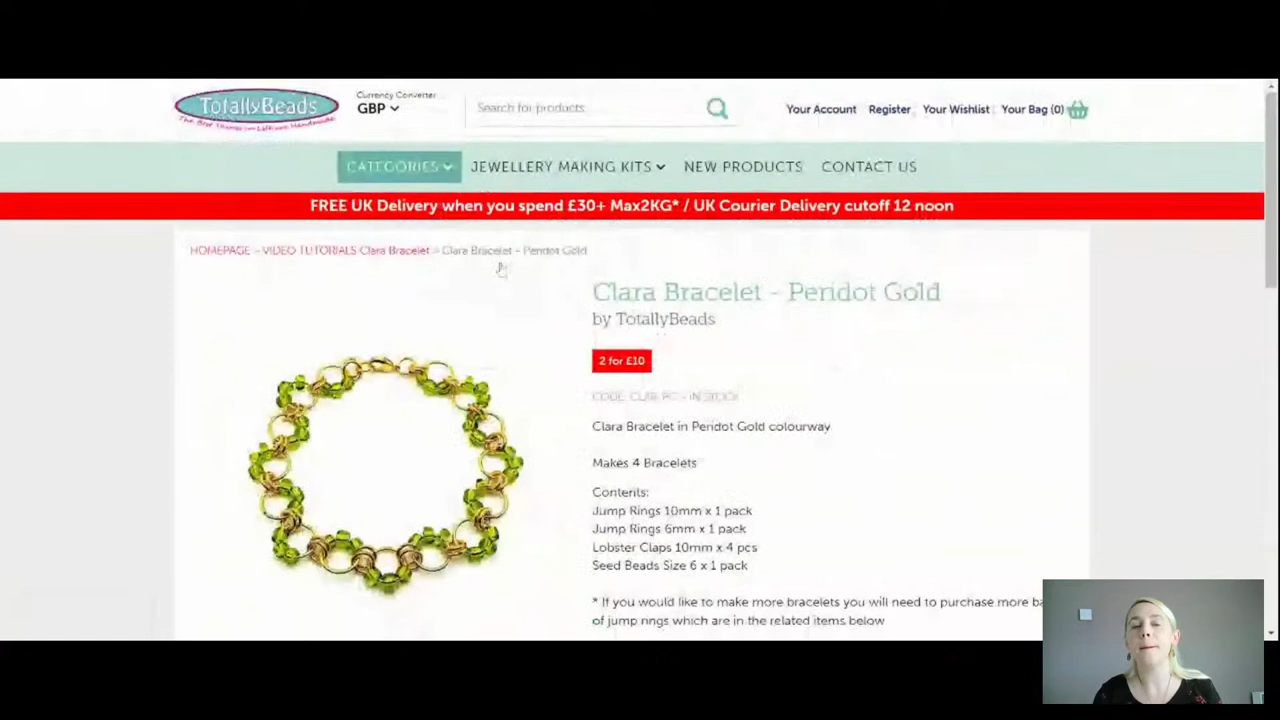 TotallyBeads
Currency Converter
GBP
Search for products
Your Account
Register
Your Wishlist
Your Bag (0)
CATEGORIES
JEWELLERY MAKING KITS
NEW PRODUCTS
CONTACT US
FREE UK Delivery when you spend £30+ Max2KG* / UK Courier Delivery cutoff 12 noon
HOMEPAGE > VIDEO TUTORIALS Clara Bracelet > Clara Bracelet - Peridot Gold
Clara Bracelet - Peridot Gold
by TotallyBeads
2 for £10
IN STOCK
Clara Bracelet in Peridot Gold colourway
Makes 4 Bracelets
Contents:
Jump Rings 10mm x 1 pack
Jump Rings 6mm x 1 pack
Lobster Claps 10mm x 4 pcs
Seed Beads Size 6 x 1 pack
* If you would like to make more bracelets you will need to purchase more ba
of jump rings which are in the related items below